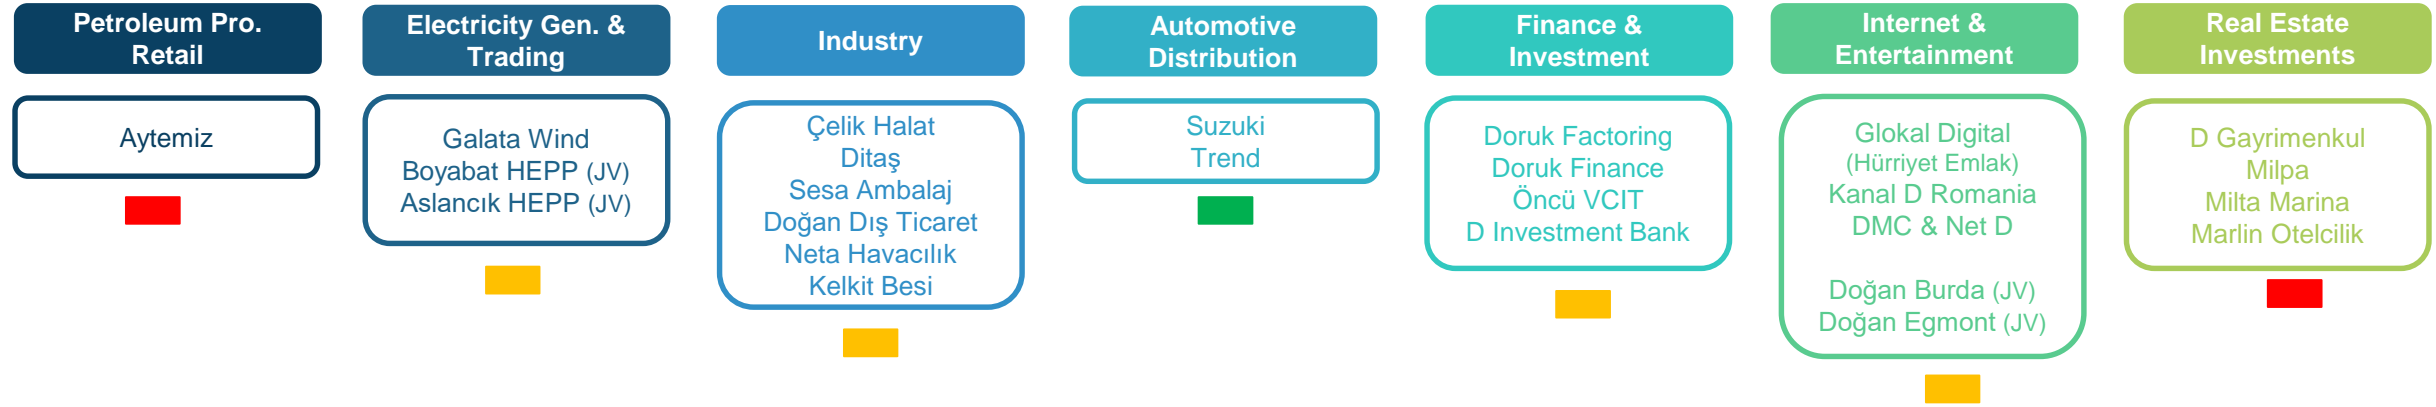 Petroleum Pro.
Retail
Aytemiz
Electricity Gen. &
Trading
Galata Wind
Boyabat HEPP (JV)
Aslancık HEPP (JV)
Industry
Çelik Halat
Ditaş
Sesa Ambalaj
Doğan Dış Ticaret
Neta Havacılık
Kelkit Besi
Automotive
Distribution
Suzuki
Trend
Finance &
Investment
Doruk Factoring
Doruk Finance
Öncü VCIT
D Investment Bank
Internet &
Entertainment
Glokal Digital
(Hürriyet Emlak)
Kanal D Romania
DMC & Net D
Doğan Burda (JV)
Doğan Egmont (JV)
Real Estate
Investments
D Gayrimenkul
Milpa
Milta Marina
Marlin Otelcilik